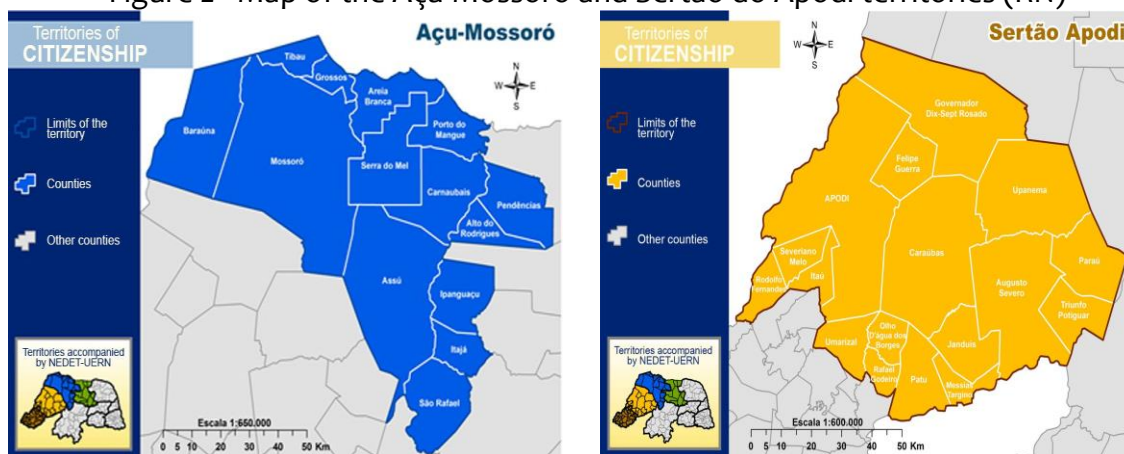 Figure 1- Map of the Açu Mossoró and Sertão do Apodi territories (RN)
Territories of
CITIZENSHIP
Açu-Mossoró
N
W E
S
Limits of the
territory
Counties
Other counties
Territories accompanied
by NEDET-UERN
Tibau
Grossos
Areia
Branca
Baraúna
Mossoró
Porto do
Mangue
Serra do Mel
Carnaubais
Pendências
Alto do
Rodrigues
Assú
Ipanguaçu
Itajá
São Rafael
Escala 1:650.000
0 5 10 20 30 40 50 Km
Territories of
CITIZENSHIP
Sertão Apodi
N
W E
S
Limits of the
territory
Counties
Other counties
Territories accompanied
by NEDET-UERN
Governador
Dix-Sept Rosado
Felipe
Guerra
Upanema
APODI
Caraúbas
Severiano
Melo
Itaú
Rodolfo
Fernandes
Paraú
Augusto
Severo
Triunfo
Potiguar
Umarizal
Olho
D'água dos
Borges
Janduis
Rafael
Godeiro
Patu
Messias
Targino
Escala 1:600.000
0 5 10 20 30 40 50 Km